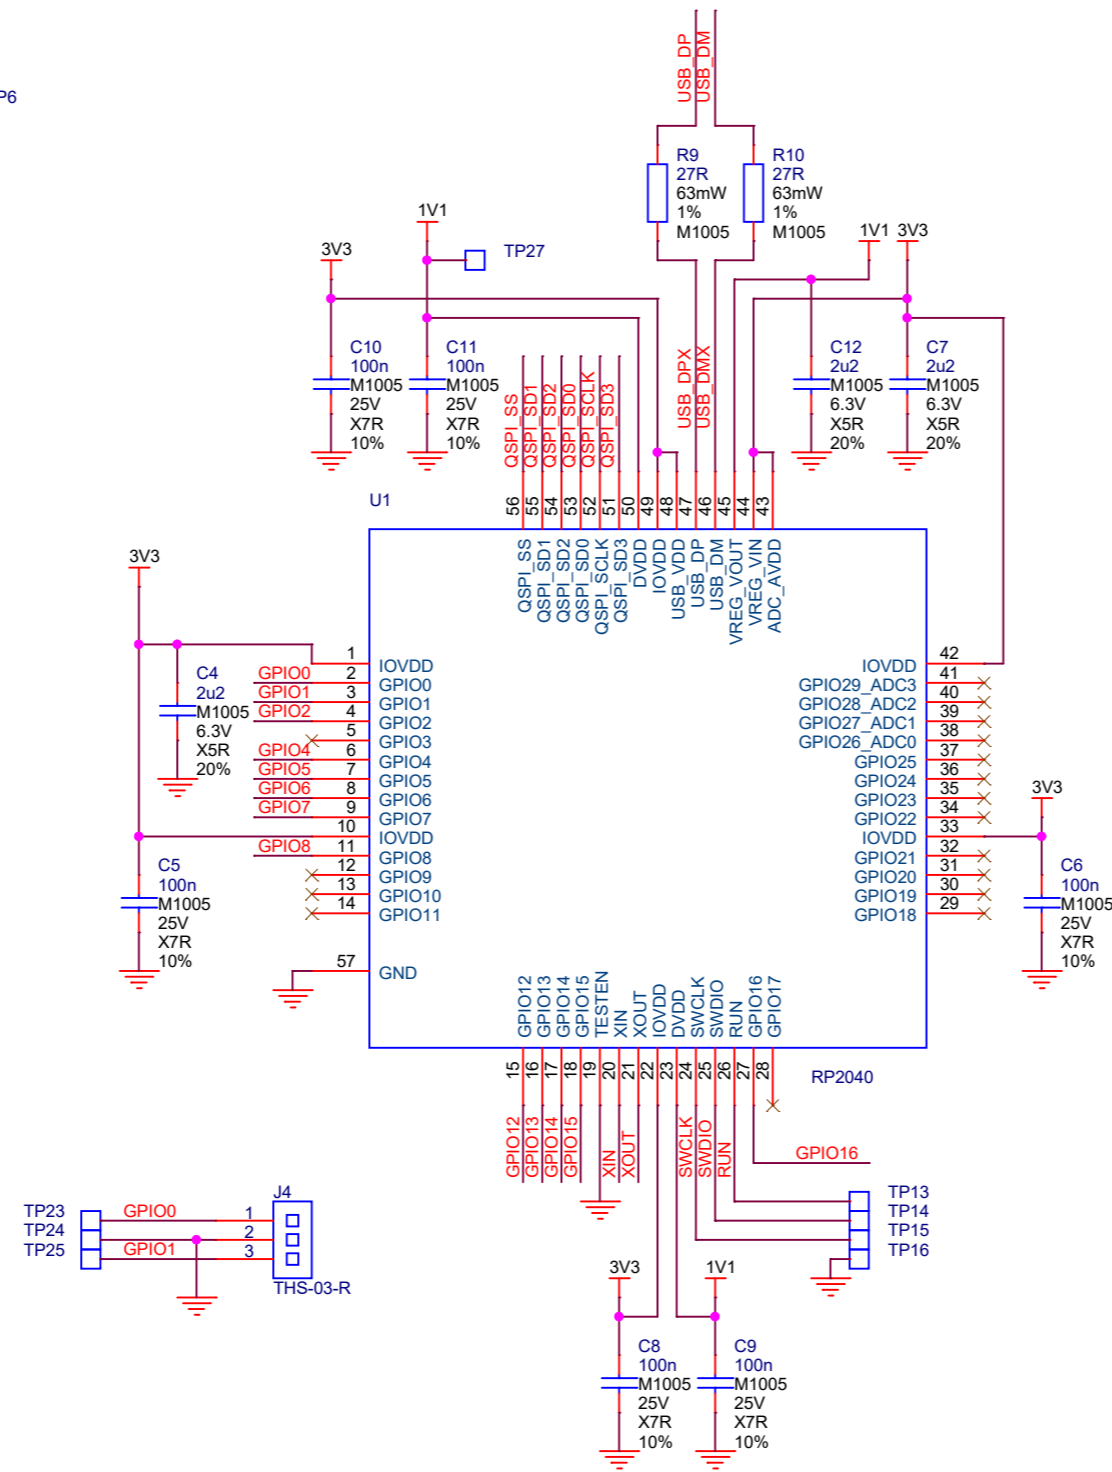 P6
USB_DP
USB_DM
R9
27R
63mW
1%
M1005
R10
27R
63mW
1%
M1005
1V1
TP27
3V3
1V1
3V3
C10
100n
M1005
25V
X7R
10%
C11
100n
M1005
25V
X7R
10%
QSPI_SS
QSPI_SD1
QSPI_SD2
QSPI_SD0
QSPI_SCLK
QSPI_SD3
USB_DPX
USB_DMX
C12
2u2
M1005
6.3V
X5R
20%
C7
2u2
M1005
6.3V
X5R
20%
U1
56
55
54
53
52
51
50
49
48
47
46
45
44
43
QSPI_SS
QSPI_SD1
QSPI_SD2
QSPI_SD0
QSPI_SCLK
QSPI_SD3
DVDD
IOVDD
USB_VDD
USB_DP
USB_DM
VREG_VOUT
VREG_VIN
ADC_AVDD
3V3
C4
2u2
M1005
6.3V
X5R
20%
1 IOVDD
GPIO0 2 GPIO0
GPIO1 3 GPIO1
GPIO2 4 GPIO2
5 GPIO3
GPIO4 6 GPIO4
GPIO5 7 GPIO5
GPIO6 8 GPIO6
GPIO7 9 GPIO7
10 IOVDD
GPIO8 11 GPIO8
12 GPIO9
13 GPIO10
14 GPIO11
57 GND
C5
100n
M1005
25V
X7R
10%
IOVDD 42
GPIO29_ADC3 41
GPIO28_ADC2 40
GPIO27_ADC1 39
GPIO26_ADC0 38
GPIO25 37
GPIO24 36
GPIO23 35
GPIO22 34
IOVDD 33
GPIO21 32
GPIO20 31
GPIO19 30
GPIO18 29
3V3
C6
100n
M1005
25V
X7R
10%
GPIO12
GPIO13
GPIO14
GPIO15
TESTEN
XIN
XOUT
IOVDD
DVDD
SWCLK
SWDIO
RUN
GPIO16
GPIO17
15
16
17
18
19
20
21
22
23
24
25
26
27
28
RP2040
GPIO12
GPIO13
GPIO14
GPIO15
XIN
XOUT
SWCLK
SWDIO
RUN
GPIO16
TP13
TP14
TP15
TP16
J4
TP23 GPIO0 1
TP24 2
TP25 GPIO1 3
THS-03-R
3V3
1V1
C8
100n
M1005
25V
X7R
10%
C9
100n
M1005
25V
X7R
10%